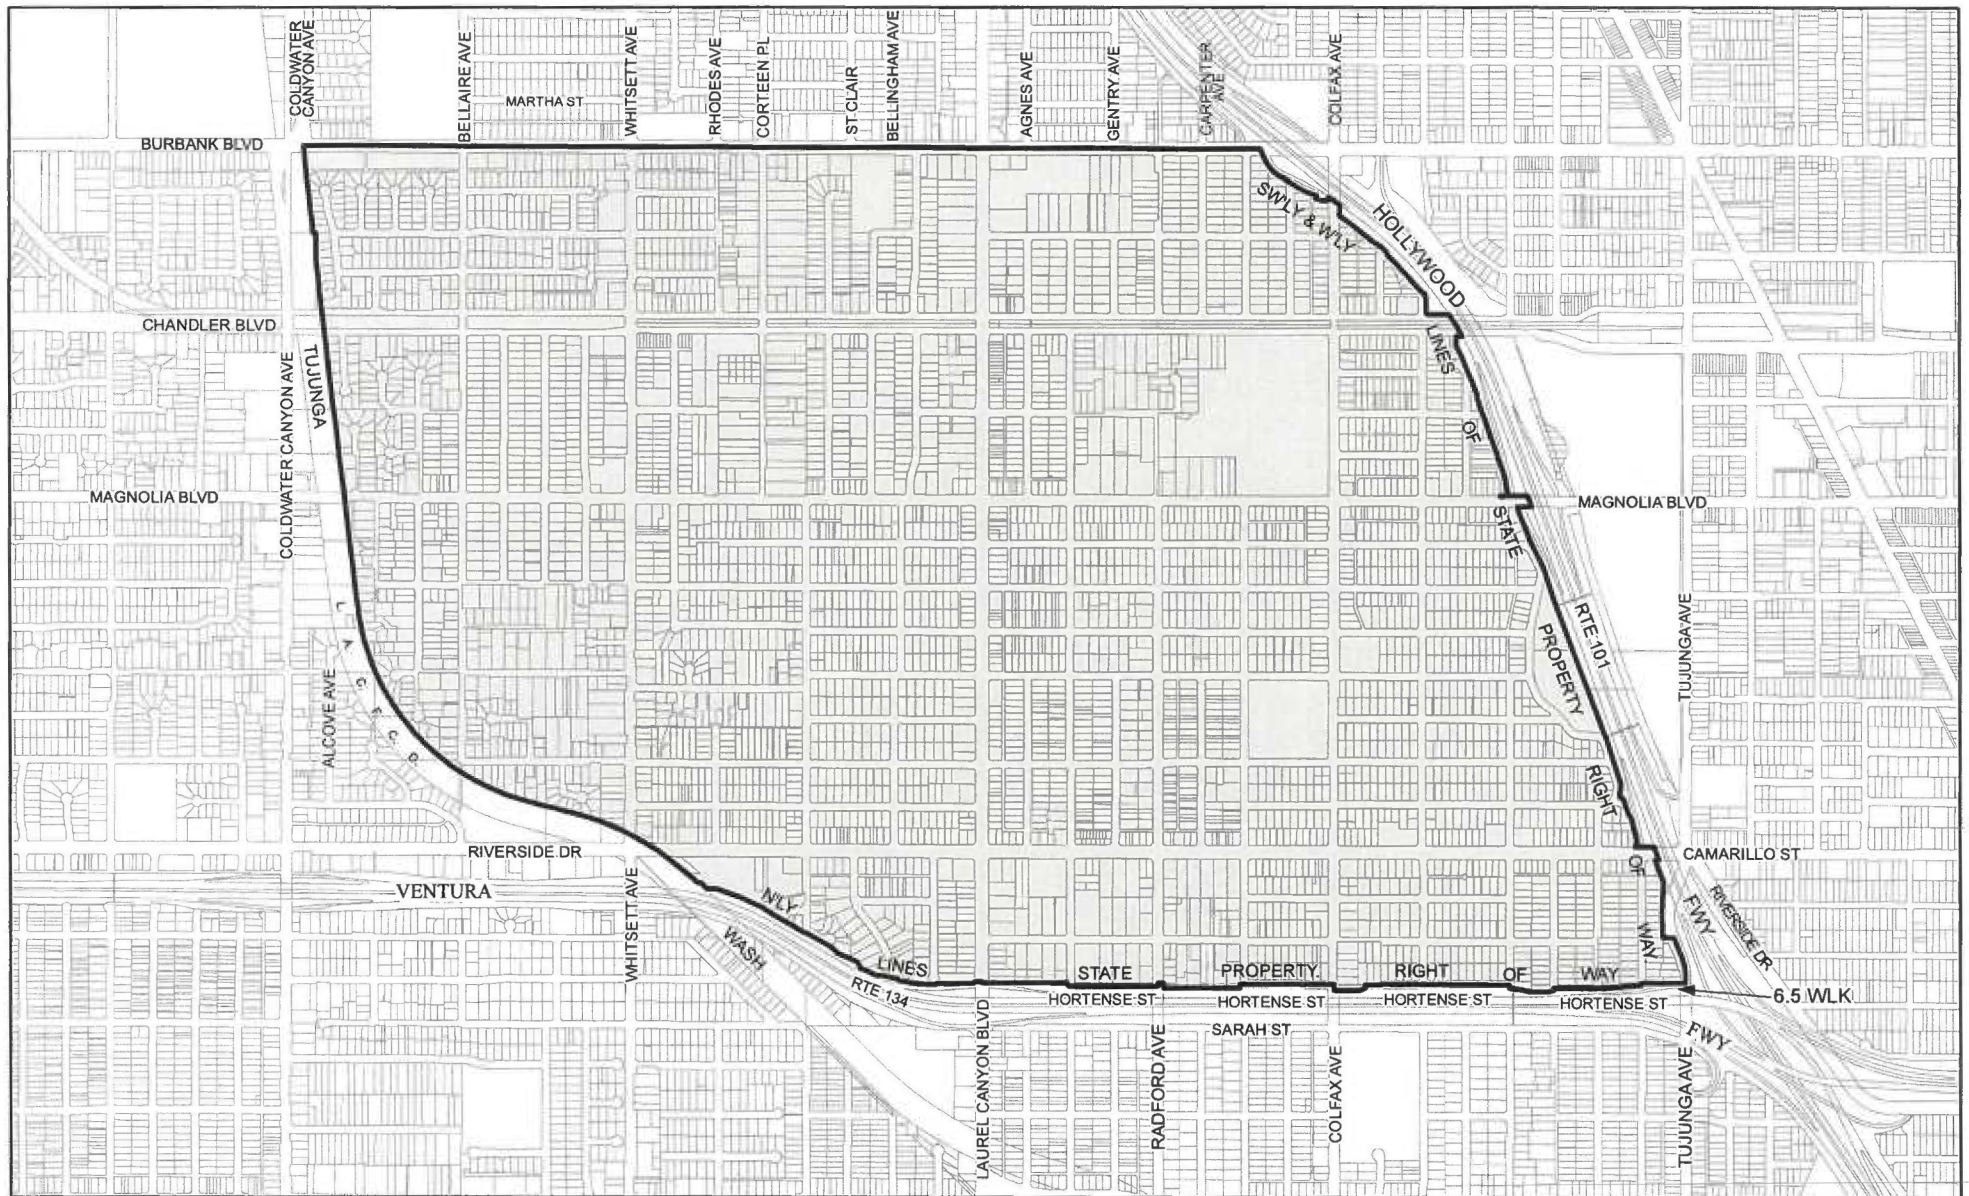 COLDWATER
CANYON AVE
BELLAIRE AVE
WHITSETT AVE
RHODES AVE
CORTEEN PL
ST CLAIR
BELLINGHAM AVE
AGNES AVE
GENTRY AVE
CARPENTER
AVE
COLFAX AVE
MARTHA ST
BURBANK BLVD
SW'LY & W'LY
HOLLYWOOD
CHANDLER BLVD
LINES
TUJUNGA
COLDWATER CANYON AVE
OF
MAGNOLIA BLVD
MAGNOLIA BLVD
STATE
L. A. C. F. C. D.
RTE 101
TUJUNGA AVE
PROPERTY
ALCOVE AVE
RIGHT
RIVERSIDE DR
CAMARILLO ST
OF
VENTURA
WHITSETT AVE
N'LY
FWY
RIVERSIDE DR
WASH
WAY
LINES
STATE
PROPERTY
RIGHT
OF
WAY
RTE 134
HORTENSE ST
HORTENSE ST
HORTENSE ST
HORTENSE ST
6.5 WLK
SARAH ST
FWY
LAUREL CANYON BLVD
RADFORD AVE
COLFAX AVE
TUJUNGA AVE